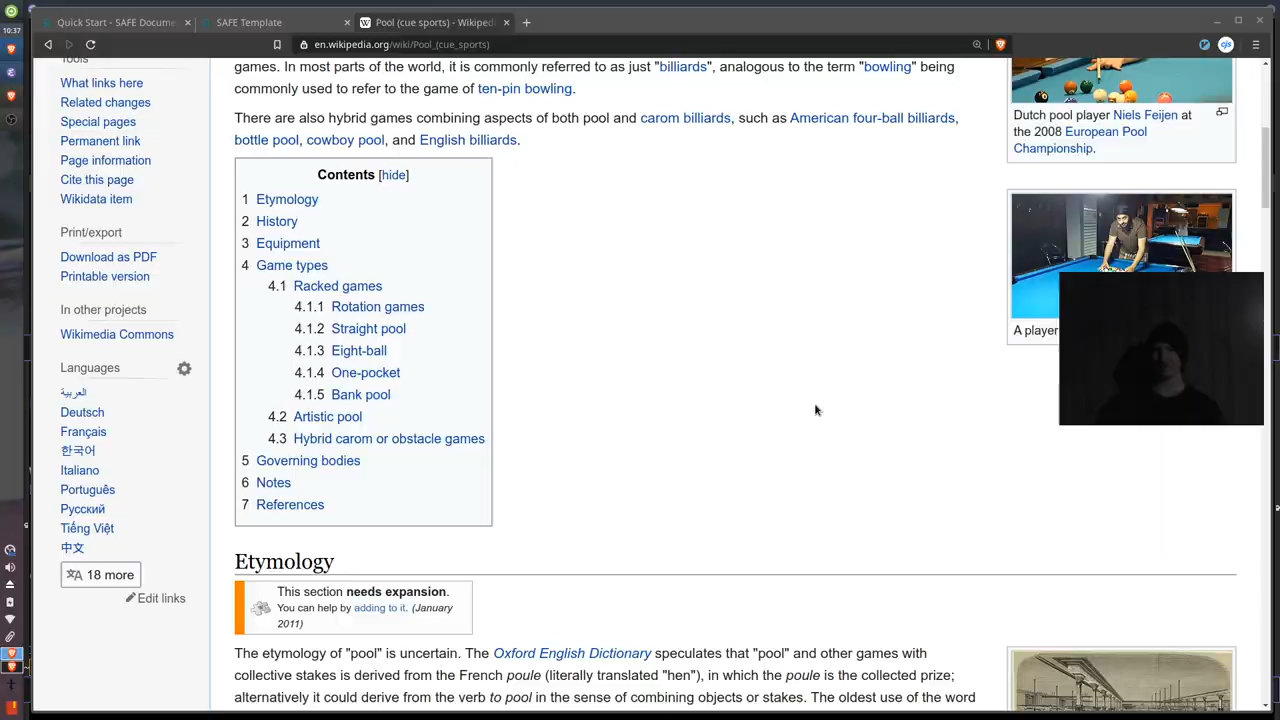 10:37
Quick Start - SAFE Docume
SAFE Template
Pool (cue sports) - Wikiped
en.wikipedia.org/wiki/Pool_(cue_sports)
cjs
Tools
What links here
Related changes
Special pages
Permanent link
Page information
Cite this page
Wikidata item
Print/export
Download as PDF
Printable version
In other projects
Wikimedia Commons
Languages
العربية
Deutsch
Français
한국어
Italiano
Português
Русский
Tiếng Việt
中文
18 more
Edit links
games. In most parts of the world, it is commonly referred to as just "billiards", analogous to the term "bowling" being
commonly used to refer to the game of ten-pin bowling.
There are also hybrid games combining aspects of both pool and carom billiards, such as American four-ball billiards,
bottle pool, cowboy pool, and English billiards.
Contents [hide]
1 Etymology
2 History
3 Equipment
4 Game types
4.1 Racked games
4.1.1 Rotation games
4.1.2 Straight pool
4.1.3 Eight-ball
4.1.4 One-pocket
4.1.5 Bank pool
4.2 Artistic pool
4.3 Hybrid carom or obstacle games
5 Governing bodies
6 Notes
7 References
Etymology
This section needs expansion.
You can help by adding to it. (January
2011)
The etymology of "pool" is uncertain. The Oxford English Dictionary speculates that "pool" and other games with
collective stakes is derived from the French poule (literally translated "hen"), in which the poule is the collected prize;
alternatively it could derive from the verb to pool in the sense of combining objects or stakes. The oldest use of the word
Dutch pool player Niels Feijen at
the 2008 European Pool
Championship.
A player